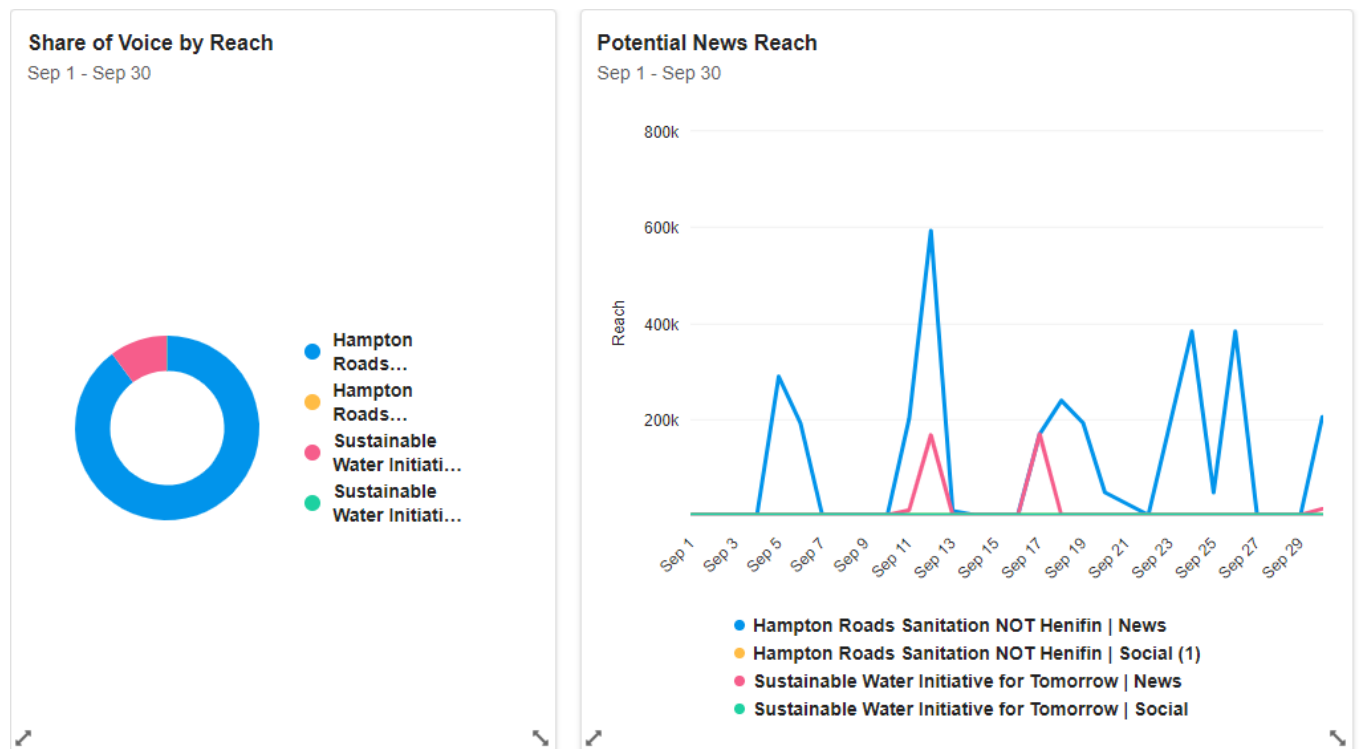 Share of Voice by Reach
Sep 1 - Sep 30
Hampton
Roads...
Hampton
Roads...
Sustainable
Water Initiati...
Sustainable
Water Initiati...
Potential News Reach
Sep 1 - Sep 30
800k
600k
400k
200k
Reach
Sep 1 Sep 3 Sep 5 Sep 7 Sep 9 Sep 11 Sep 13 Sep 15 Sep 17 Sep 19 Sep 21 Sep 23 Sep 25 Sep 27 Sep 29
Hampton Roads Sanitation NOT Henifin | News
Hampton Roads Sanitation NOT Henifin | Social (1)
Sustainable Water Initiative for Tomorrow | News
Sustainable Water Initiative for Tomorrow | Social